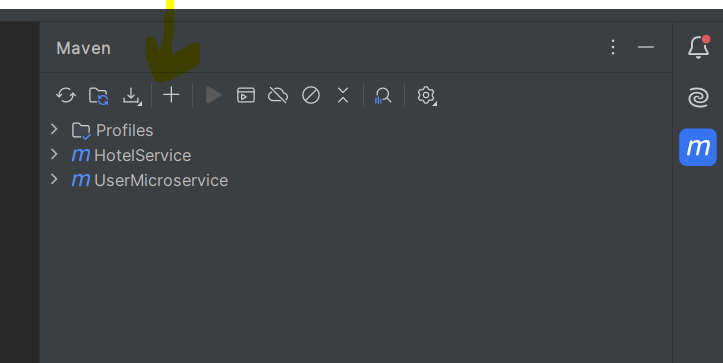 Maven
m
Profiles
m HotelService
m UserMicroservice